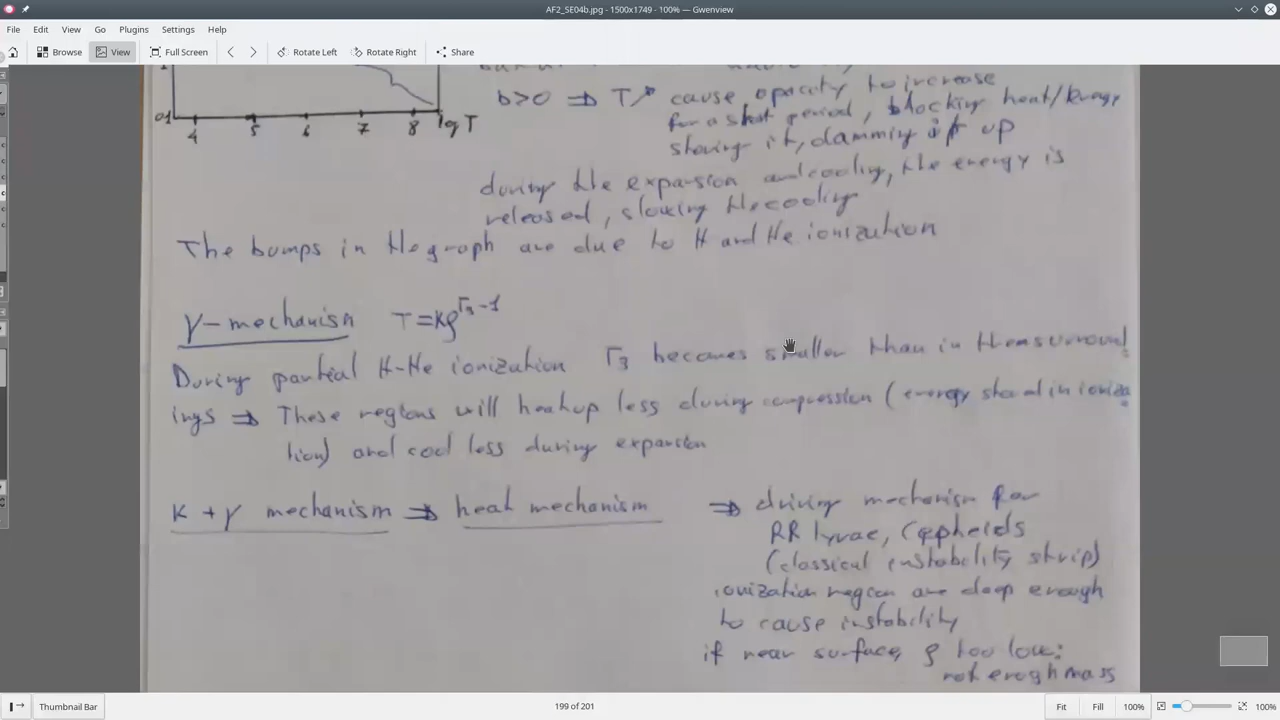 AF2_SE04b.jpg - 1500x1749 - 100% — Gwenview
File Edit View Go Plugins Settings Help
Browse View Full Screen Rotate Left Rotate Right Share
b>0 ⇒ T↗ cause opacity to increase
for a short period, blocking heat/energy
storing it, damming it up
0.1 4 5 6 7 8 lg T
during the expansion and cooling, the energy is
released, slowing the cooling
The bumps in the graph are due to H and He ionization
γ-mechanism T=Kρ^Γ3-1
During partial H-He ionization Γ3 becomes smaller than in the surround
ings ⇒ These regions will heat up less during compression (energy stored in ioniza
tion) and cool less during expansion
κ+γ mechanism ⇒ heat mechanism ⇒ driving mechanism for
RR lyrae, Cepheids
(classical instability strip)
ionization region are deep enough
to cause instability
if near surface, ρ too low:
not enough mass
Thumbnail Bar 199 of 201 Fit Fill 100% 100%